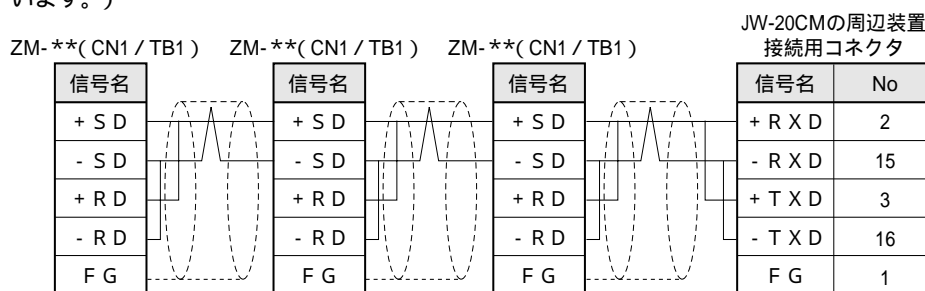 います。)
JW-20CMの周辺装置
接続用コネクタ
ZM-**(CN1/TB1) ZM-**(CN1/TB1) ZM-**(CN1/TB1)
信号名 信号名 信号名 信号名 No
+SD +SD +SD +RXD 2
-SD -SD -SD -RXD 15
+RD +RD +RD +TXD 3
-RD -RD -RD -TXD 16
FG FG FG FG 1